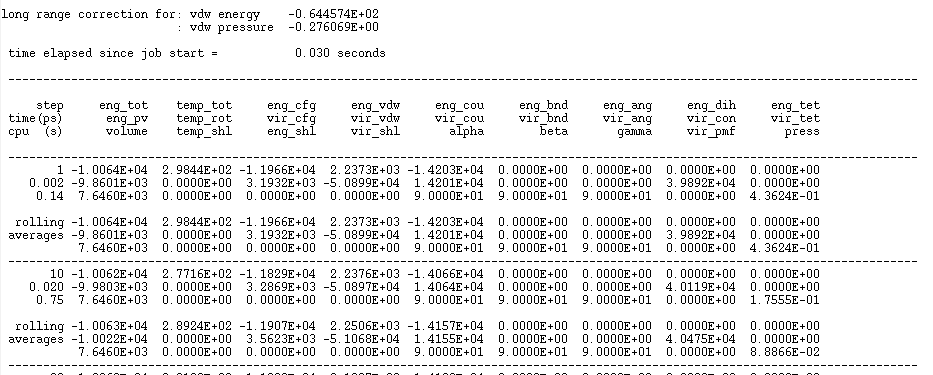 long range correction for: vdw energy -0.644574E+02
: vdw pressure -0.276069E+00
time elapsed since job start = 0.030 seconds
--------------------------------------------------------------------------------
step eng_tot temp_tot eng_cfg eng_vdw eng_cou eng_bnd eng_ang eng_dih eng_tet
time(ps) eng_pv temp_rot vir_cfg vir_vdw vir_cou vir_bnd vir_ang vir_con vir_tet
cpu (s) volume temp_shl eng_shl vir_shl alpha beta gamma vir_pmf press
--------------------------------------------------------------------------------
1 -1.0064E+04 2.9844E+02 -1.1966E+04 2.2373E+03 -1.4203E+04 0.0000E+00 0.0000E+00 0.0000E+00 0.0000E+00
0.002 -9.8601E+03 0.0000E+00 3.1932E+03 -5.0899E+04 1.4201E+04 0.0000E+00 0.0000E+00 3.9892E+04 0.0000E+00
0.14 7.6460E+03 0.0000E+00 0.0000E+00 0.0000E+00 9.0000E+01 9.0000E+01 9.0000E+01 0.0000E+00 4.3624E-01
rolling -1.0064E+04 2.9844E+02 -1.1966E+04 2.2373E+03 -1.4203E+04 0.0000E+00 0.0000E+00 0.0000E+00 0.0000E+00
averages -9.8601E+03 0.0000E+00 3.1932E+03 -5.0899E+04 1.4201E+04 0.0000E+00 0.0000E+00 3.9892E+04 0.0000E+00
7.6460E+03 0.0000E+00 0.0000E+00 0.0000E+00 9.0000E+01 9.0000E+01 9.0000E+01 0.0000E+00 4.3624E-01
--------------------------------------------------------------------------------
10 -1.0062E+04 2.7716E+02 -1.1829E+04 2.2376E+03 -1.4066E+04 0.0000E+00 0.0000E+00 0.0000E+00 0.0000E+00
0.020 -9.9803E+03 0.0000E+00 3.2869E+03 -5.0897E+04 1.4064E+04 0.0000E+00 0.0000E+00 4.0119E+04 0.0000E+00
0.75 7.6460E+03 0.0000E+00 0.0000E+00 0.0000E+00 9.0000E+01 9.0000E+01 9.0000E+01 0.0000E+00 1.7555E-01
rolling -1.0063E+04 2.8924E+02 -1.1907E+04 2.2506E+03 -1.4157E+04 0.0000E+00 0.0000E+00 0.0000E+00 0.0000E+00
averages -1.0022E+04 0.0000E+00 3.5623E+03 -5.1068E+04 1.4155E+04 0.0000E+00 0.0000E+00 4.0475E+04 0.0000E+00
7.6460E+03 0.0000E+00 0.0000E+00 0.0000E+00 9.0000E+01 9.0000E+01 9.0000E+01 0.0000E+00 8.8866E-02
--------------------------------------------------------------------------------